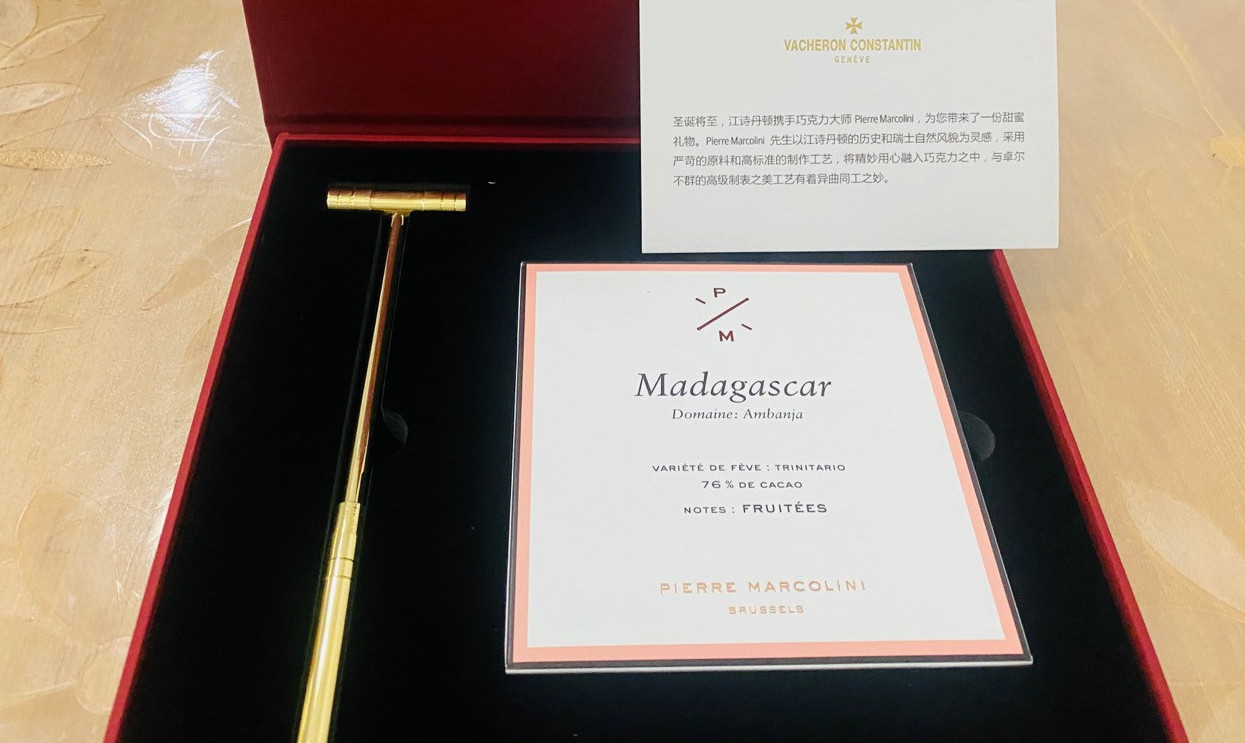 VACHERON CONSTANTIN
GENÈVE
圣诞将至，江诗丹顿携手巧克力大师 Pierre Marcolini，为您带来了一份甜蜜
礼物。Pierre Marcolini 先生以江诗丹顿的历史和瑞士自然风貌为灵感，采用
严苛的原料和高标准的制作工艺，将精妙用心融入巧克力之中，与卓尔
不群的高级制表之美工艺有着异曲同工之妙。
P
M
Madagascar
Domaine: Ambanja
VARIÉTÉ DE FÈVE : TRINITARIO
76 % DE CACAO
NOTES : FRUITÉES
PIERRE MARCOLINI
BRUSSELS